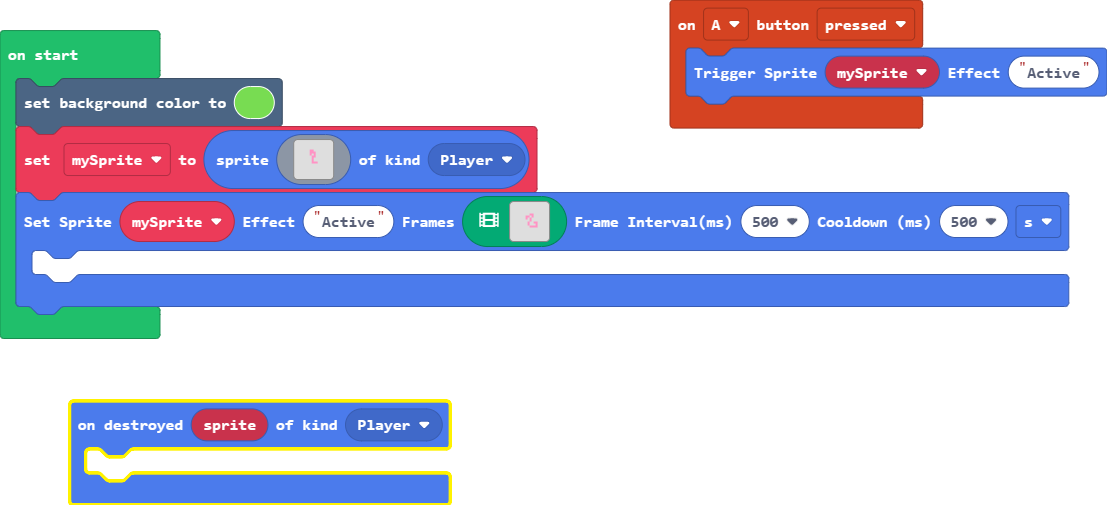 on start
set background color to
set mySprite to sprite of kind Player
Set Sprite mySprite Effect "Active" Frames Frame Interval(ms) 500 Cooldown (ms) 500 s
on A button pressed
Trigger Sprite mySprite Effect "Active"
on destroyed sprite of kind Player